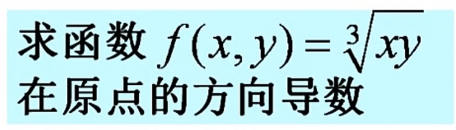 求函数 f(x, y) = ∛xy
在原点的方向导数